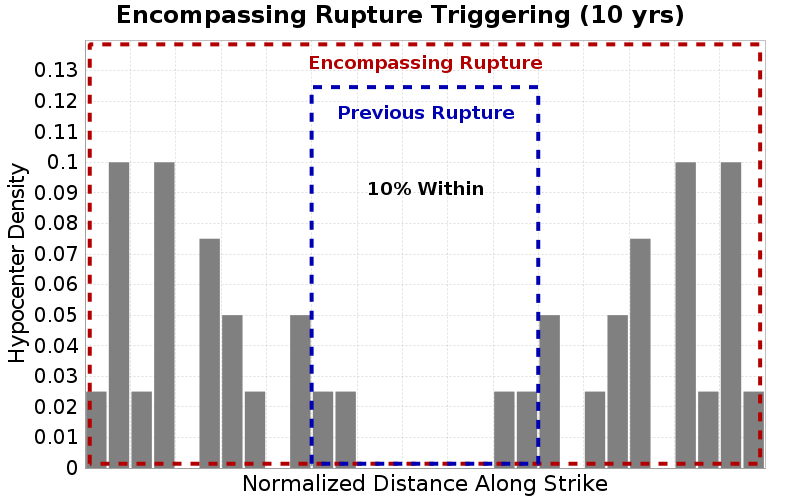 Encompassing Rupture Triggering (10 yrs)
Encompassing Rupture
Previous Rupture
10% Within
0.13
0.12
0.11
0.1
0.09
0.08
0.07
0.06
0.05
0.04
0.03
0.02
0.01
0
Hypocenter Density
Normalized Distance Along Strike